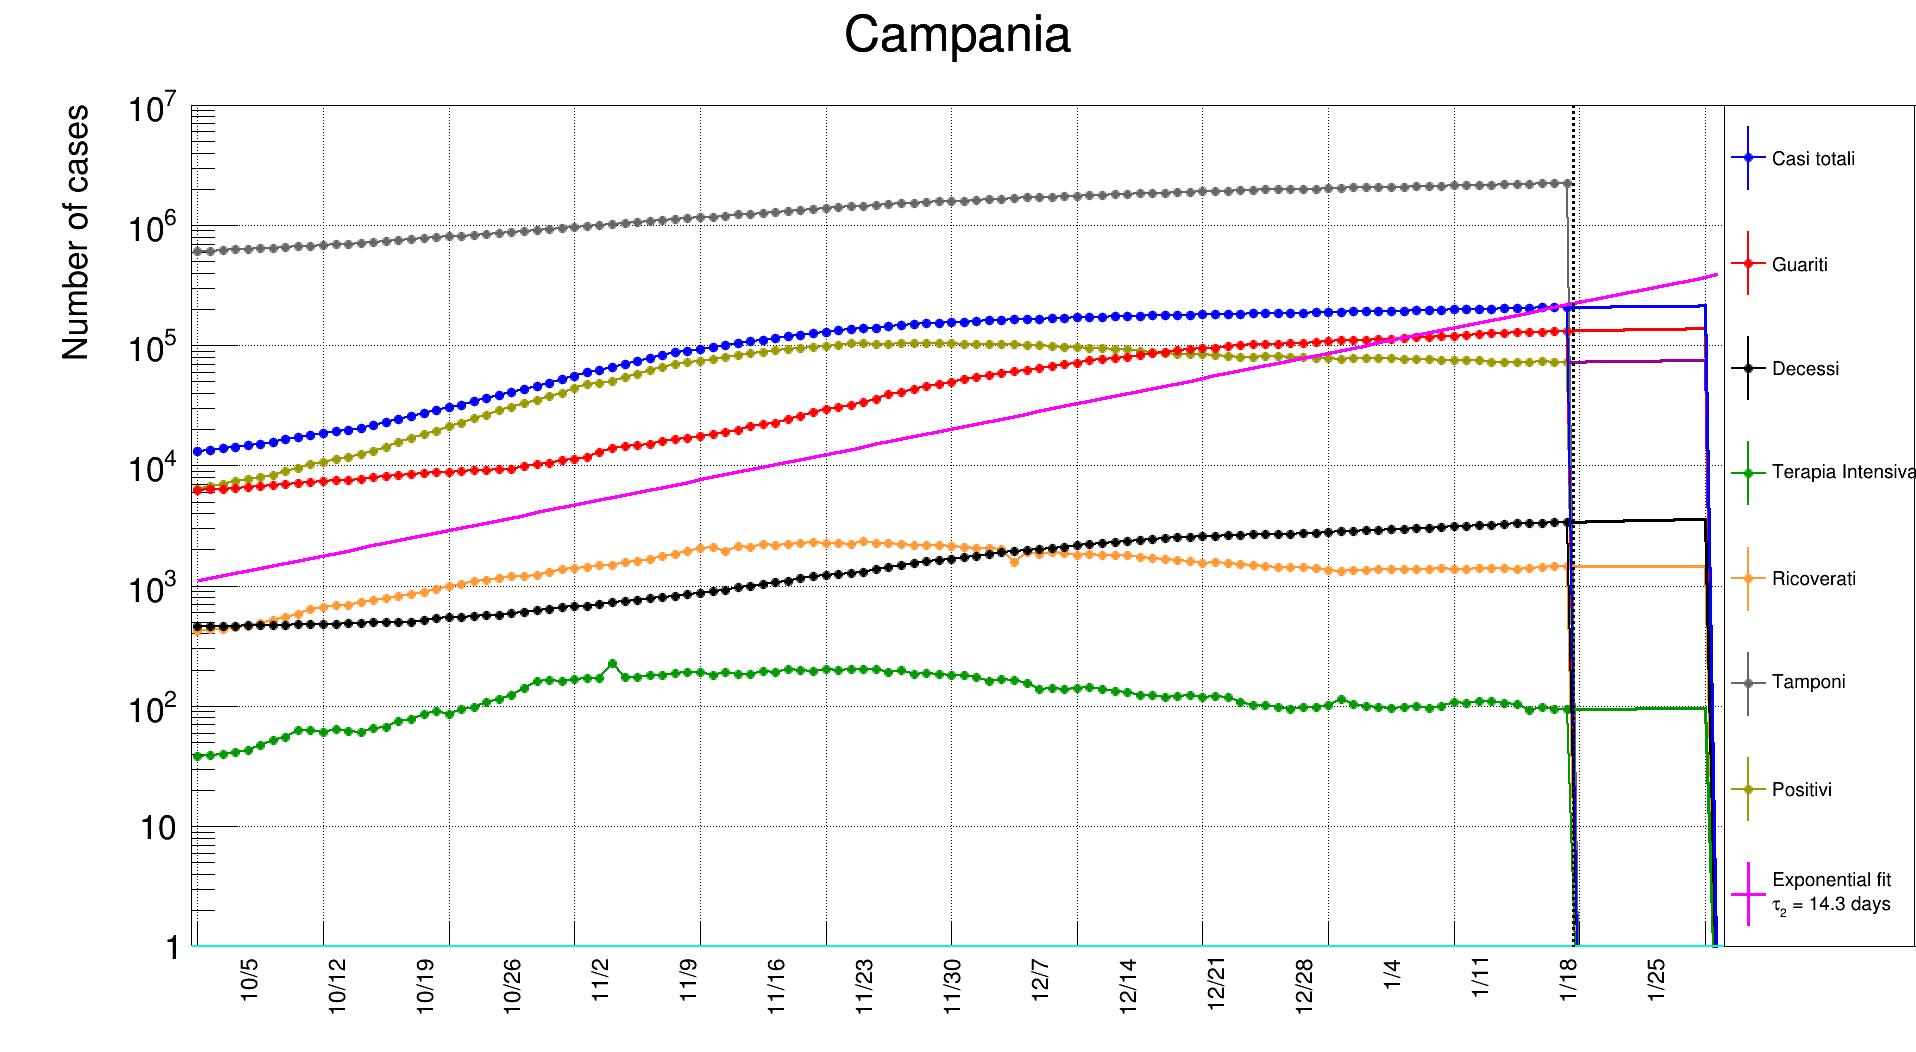 Campania
Number of cases
10^7
10^6
10^5
10^4
10^3
10^2
10
1
10/5
10/12
10/19
10/26
11/2
11/9
11/16
11/23
11/30
12/7
12/14
12/21
12/28
1/4
1/11
1/18
1/25
Casi totali
Guariti
Decessi
Terapia Intensiva
Ricoverati
Tamponi
Positivi
Exponential fit
τ₂ = 14.3 days